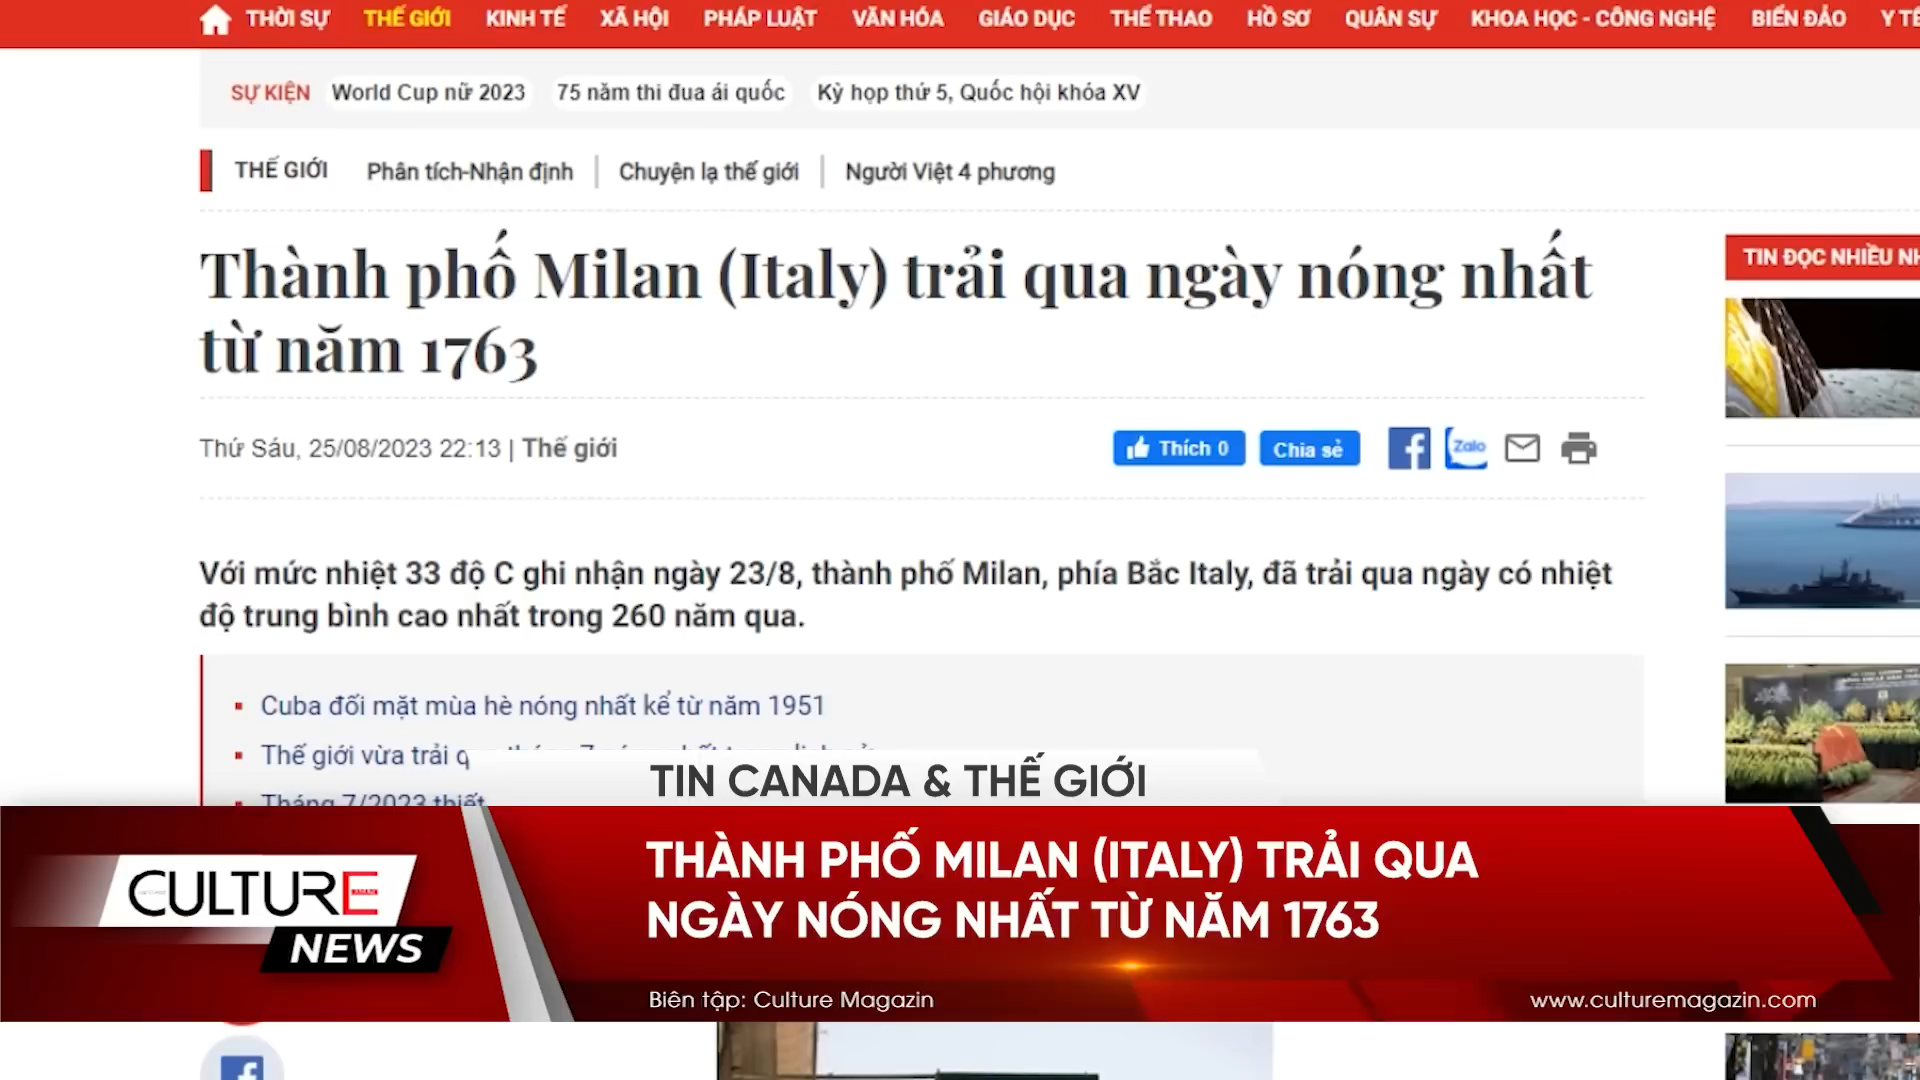 THỜI SỰ THẾ GIỚI KINH TẾ XÃ HỘI PHÁP LUẬT VĂN HÓA GIÁO DỤC THỂ THAO HỒ SƠ QUÂN SỰ KHOA HỌC - CÔNG NGHỆ BIỂN ĐẢO Y TẾ
SỰ KIỆN World Cup nữ 2023 75 năm thi đua ái quốc Kỳ họp thứ 5, Quốc hội khóa XV
THẾ GIỚI Phân tích-Nhận định Chuyện lạ thế giới Người Việt 4 phương
Thành phố Milan (Italy) trải qua ngày nóng nhất
từ năm 1763
TIN ĐỌC NHIỀU
Thứ Sáu, 25/08/2023 22:13 | Thế giới
Thích 0 Chia sẻ Zalo
Với mức nhiệt 33 độ C ghi nhận ngày 23/8, thành phố Milan, phía Bắc Italy, đã trải qua ngày có nhiệt
độ trung bình cao nhất trong 260 năm qua.
Cuba đối mặt mùa hè nóng nhất kể từ năm 1951
Thế giới vừa trải
Tháng 7/2023 thiết
TIN CANADA & THẾ GIỚI
THÀNH PHỐ MILAN (ITALY) TRẢI QUA
NGÀY NÓNG NHẤT TỪ NĂM 1763
CULTURE
NEWS
Biên tập: Culture Magazin
www.culturemagazin.com